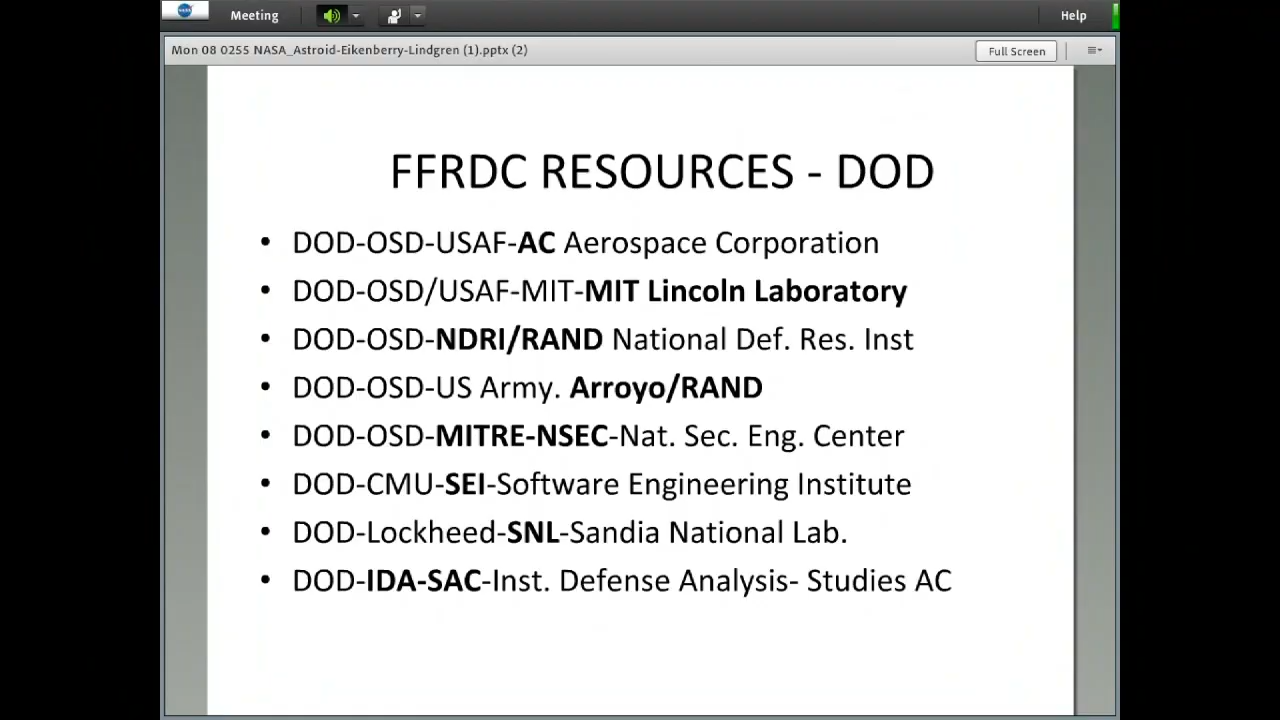 Meeting
Help
Mon 08 0255 NASA_Astroid-Eikenberry-Lindgren (1).pptx (2)
Full Screen
FFRDC RESOURCES - DOD
• DOD-OSD-USAF-AC Aerospace Corporation
• DOD-OSD/USAF-MIT-MIT Lincoln Laboratory
• DOD-OSD-NDRI/RAND National Def. Res. Inst
• DOD-OSD-US Army. Arroyo/RAND
• DOD-OSD-MITRE-NSEC-Nat. Sec. Eng. Center
• DOD-CMU-SEI-Software Engineering Institute
• DOD-Lockheed-SNL-Sandia National Lab.
• DOD-IDA-SAC-Inst. Defense Analysis- Studies AC